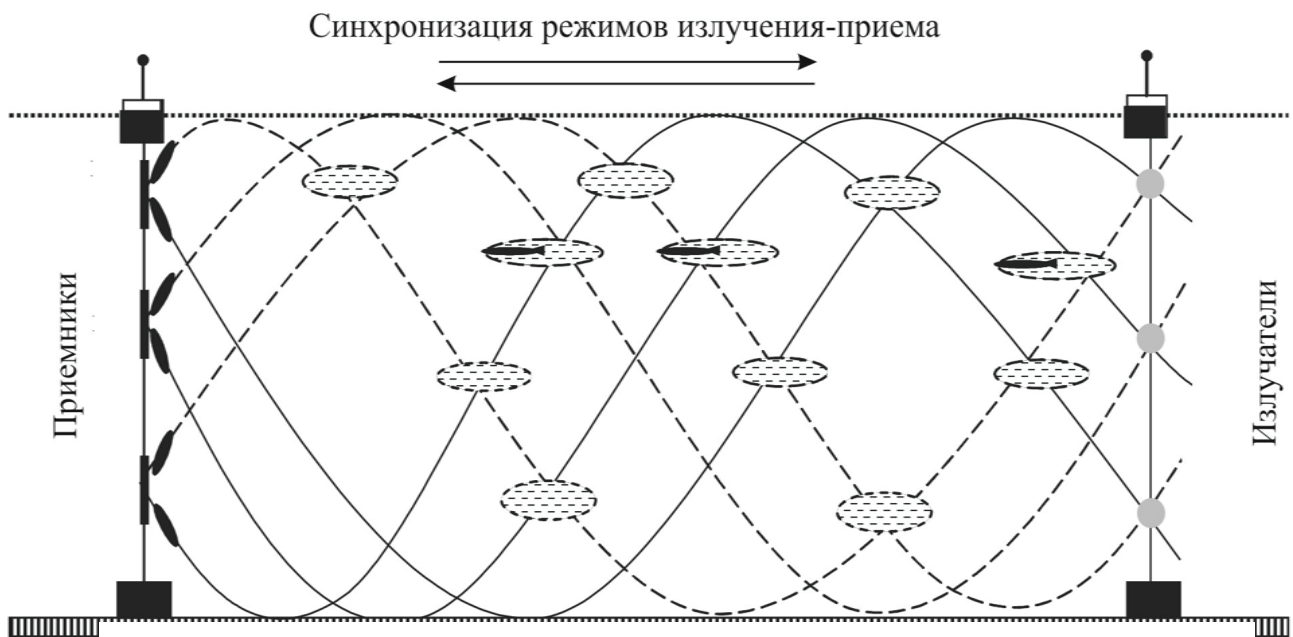 Синхронизация режимов излучения-приема
Приемники
Излучатели